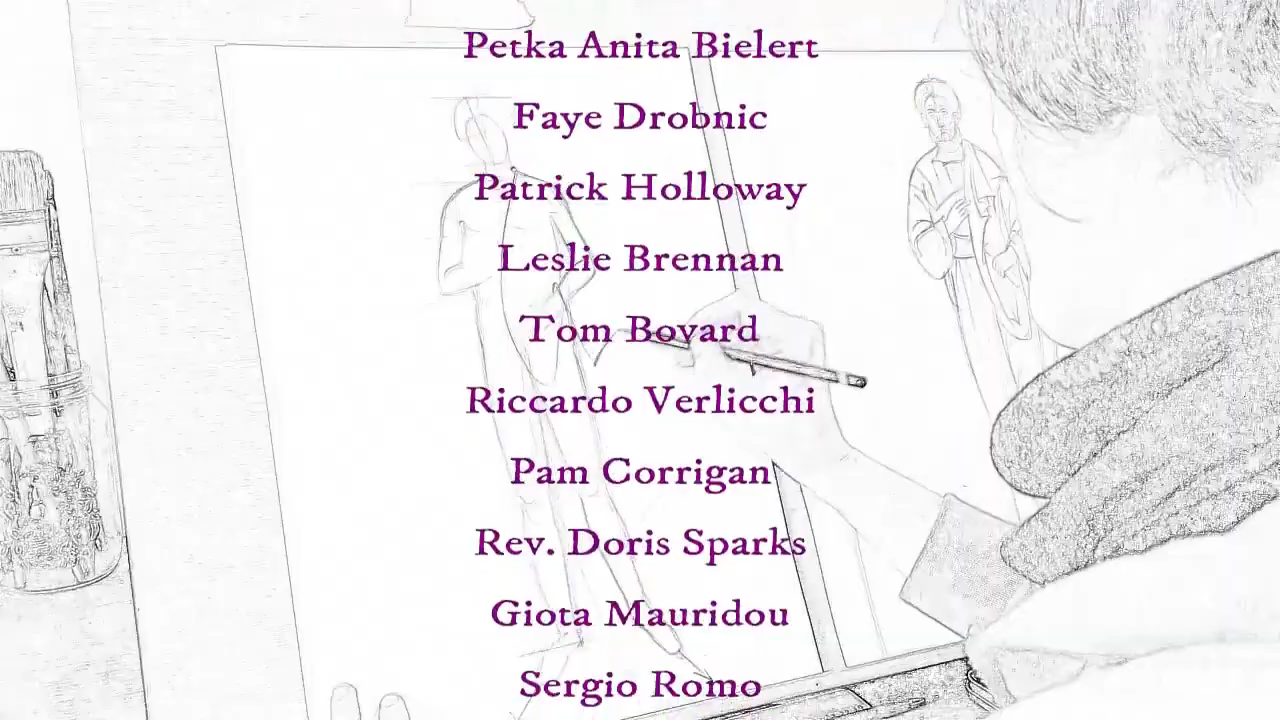 Petka Anita Bielert
Faye Drobnic
Patrick Holloway
Leslie Brennan
Tom Bovard
Riccardo Verlicchi
Pam Corrigan
Rev. Doris Sparks
Giota Mauridou
Sergio Romo